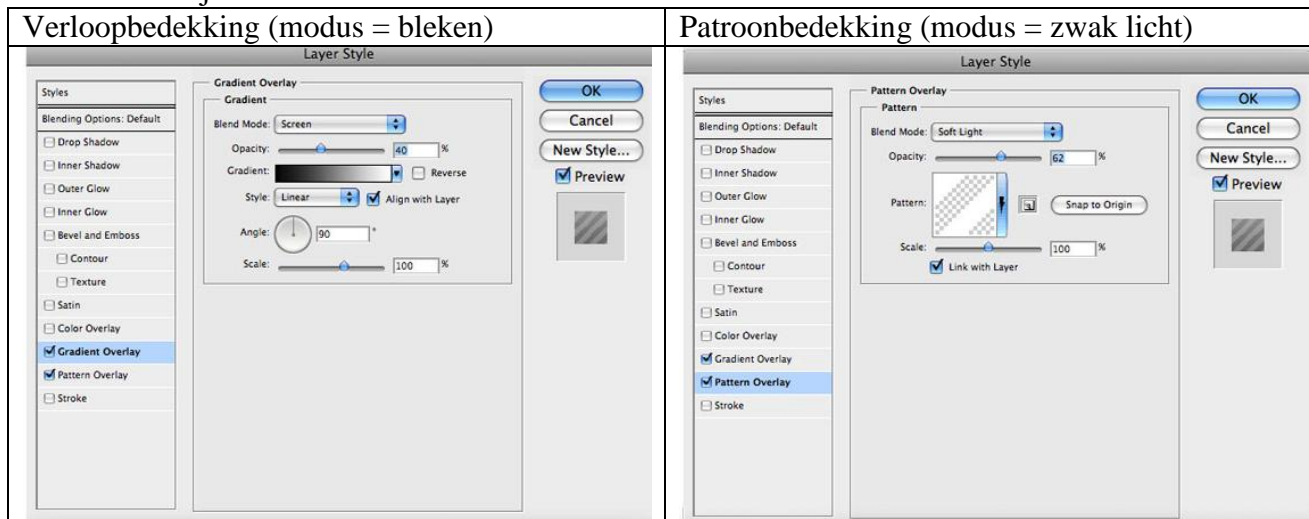 Verloopbedekking (modus = bleken)
Layer Style
Styles
Blending Options: Default
Drop Shadow
Inner Shadow
Outer Glow
Inner Glow
Bevel and Emboss
Contour
Texture
Satin
Color Overlay
Gradient Overlay
Pattern Overlay
Stroke
Gradient Overlay
Gradient
Blend Mode: Screen
Opacity: 40 %
Gradient: Reverse
Style: Linear Align with Layer
Angle: 90 °
Scale: 100 %
OK
Cancel
New Style...
Preview
Patroonbedekking (modus = zwak licht)
Layer Style
Styles
Blending Options: Default
Drop Shadow
Inner Shadow
Outer Glow
Inner Glow
Bevel and Emboss
Contour
Texture
Satin
Color Overlay
Gradient Overlay
Pattern Overlay
Stroke
Pattern Overlay
Pattern
Blend Mode: Soft Light
Opacity: 62 %
Pattern: Snap to Origin
Scale: 100 %
Link with Layer
OK
Cancel
New Style...
Preview